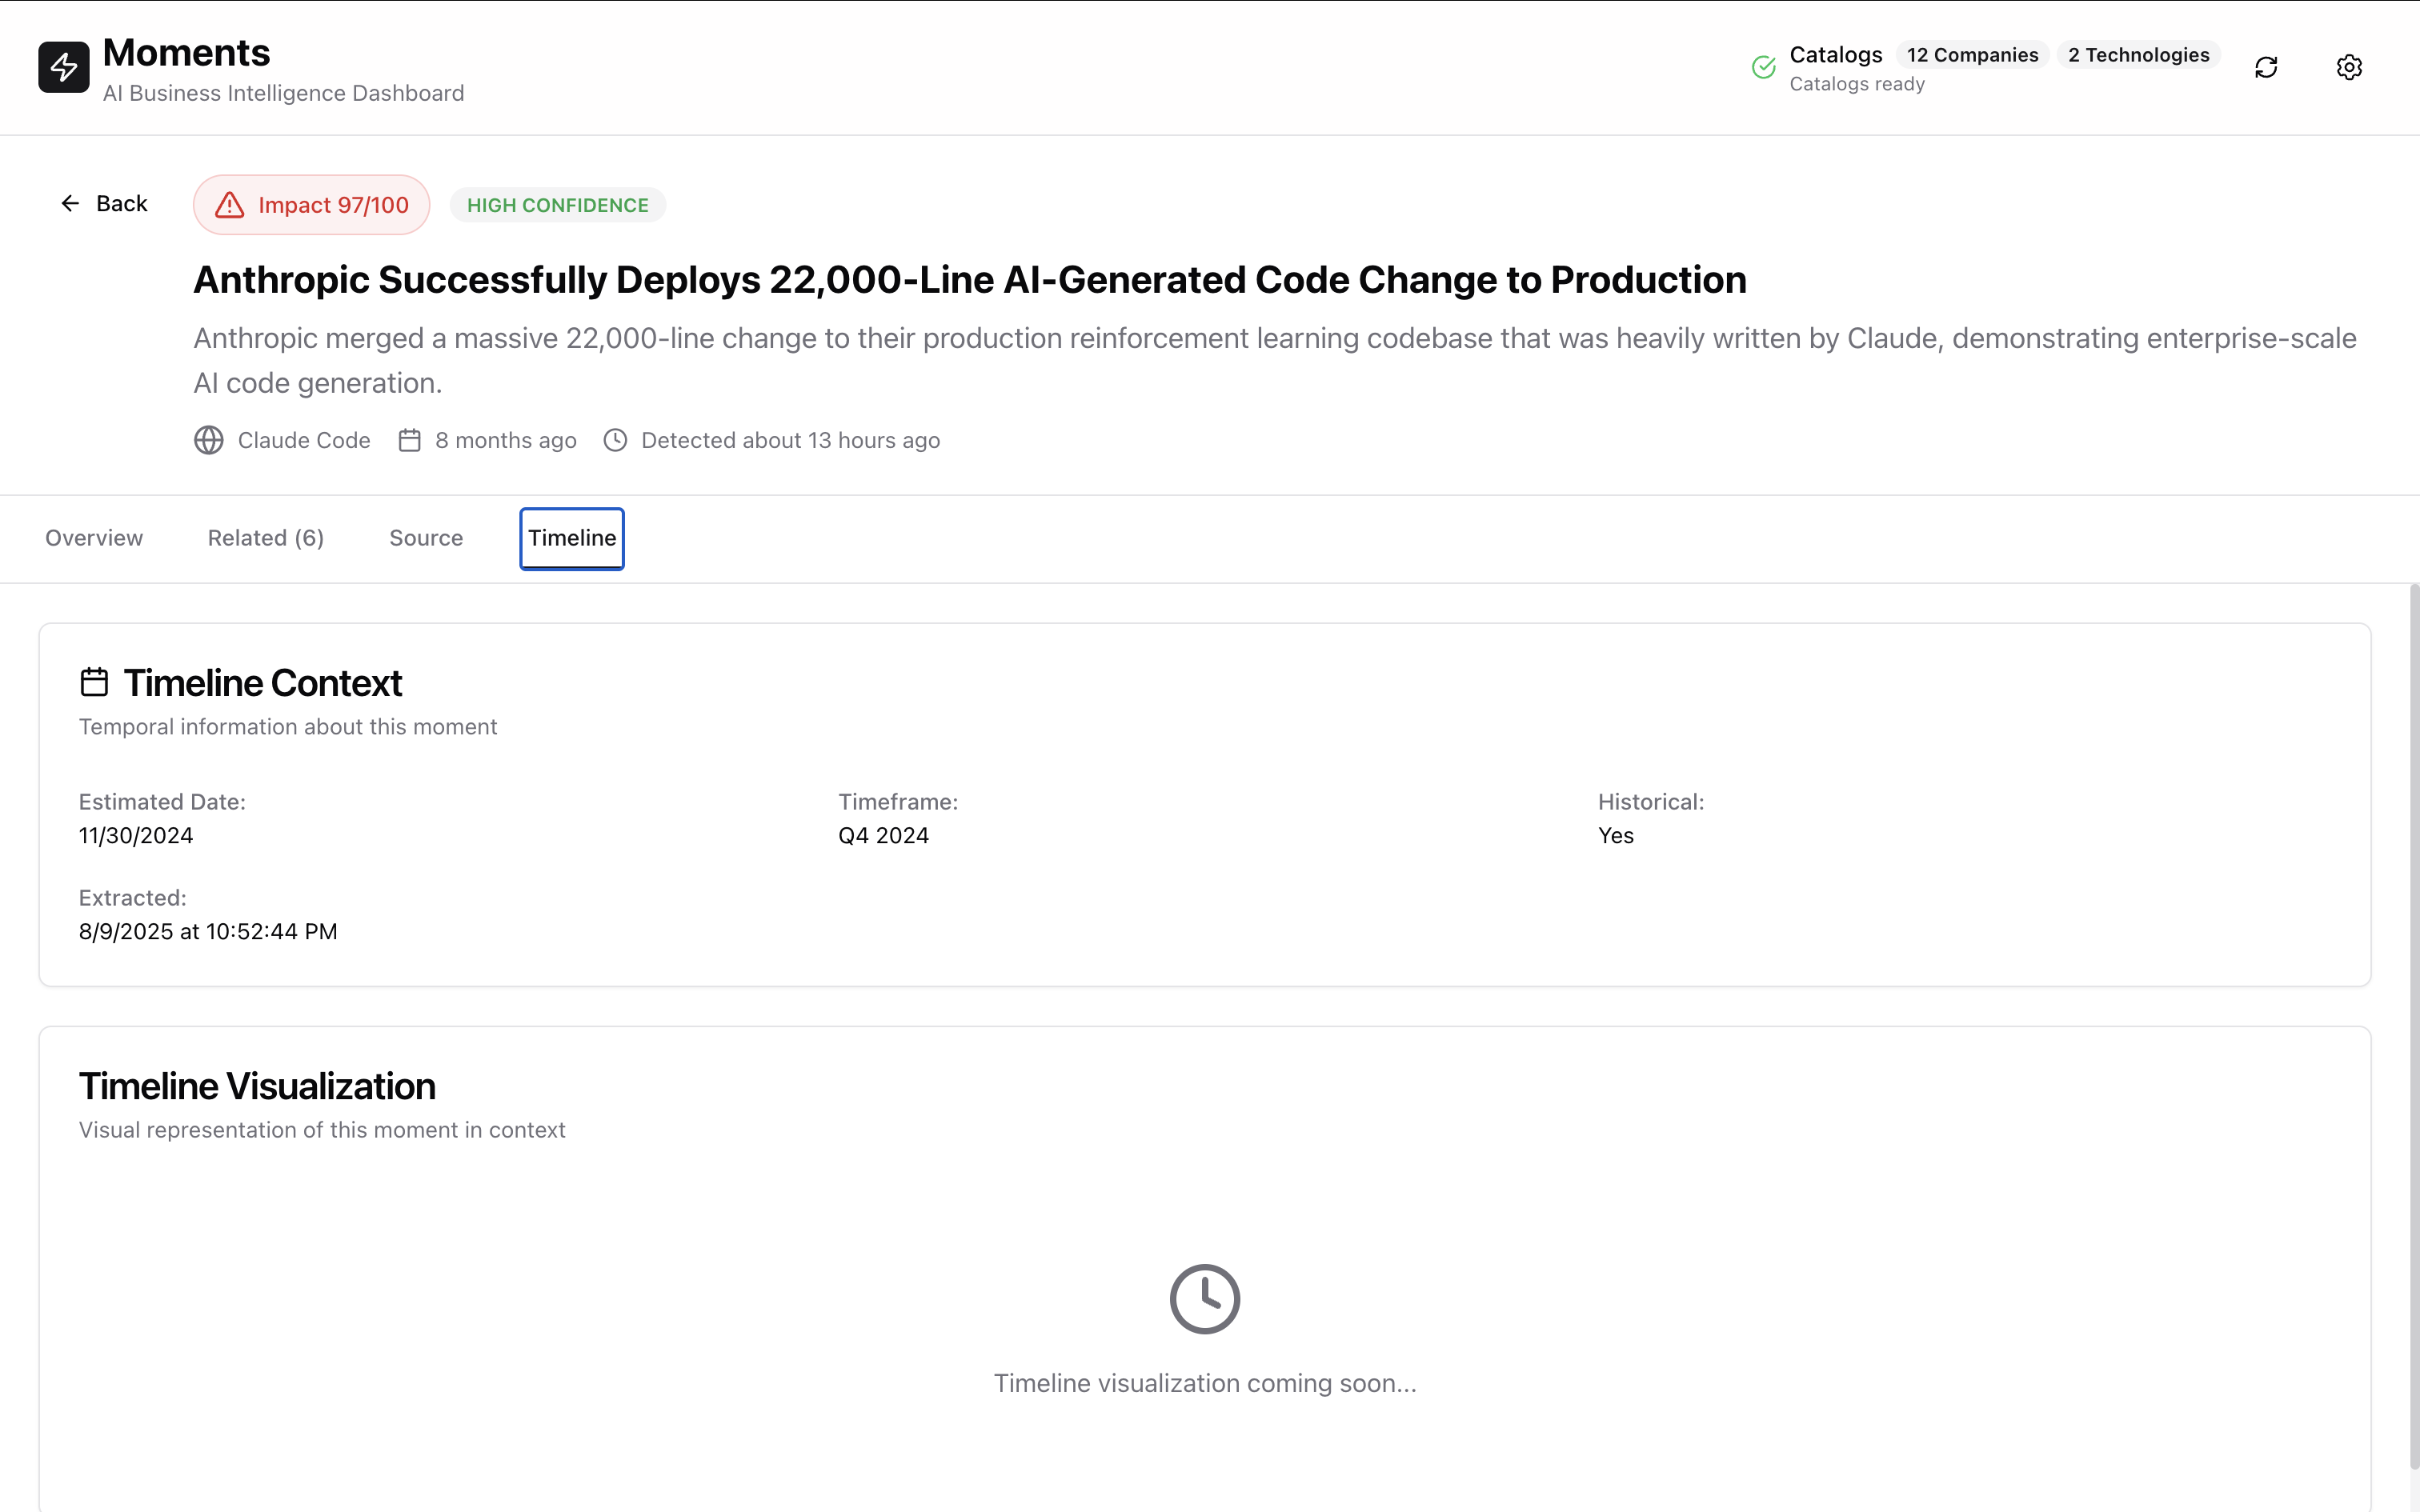 Moments
AI Business Intelligence Dashboard
Catalogs 12 Companies 2 Technologies
Catalogs ready
Back
Impact 97/100
HIGH CONFIDENCE
Anthropic Successfully Deploys 22,000-Line AI-Generated Code Change to Production
Anthropic merged a massive 22,000-line change to their production reinforcement learning codebase that was heavily written by Claude, demonstrating enterprise-scale
AI code generation.
Claude Code 8 months ago Detected about 13 hours ago
Overview Related (6) Source Timeline
Timeline Context
Temporal information about this moment
Estimated Date:
11/30/2024
Timeframe:
Q4 2024
Historical:
Yes
Extracted:
8/9/2025 at 10:52:44 PM
Timeline Visualization
Visual representation of this moment in context
Timeline visualization coming soon...